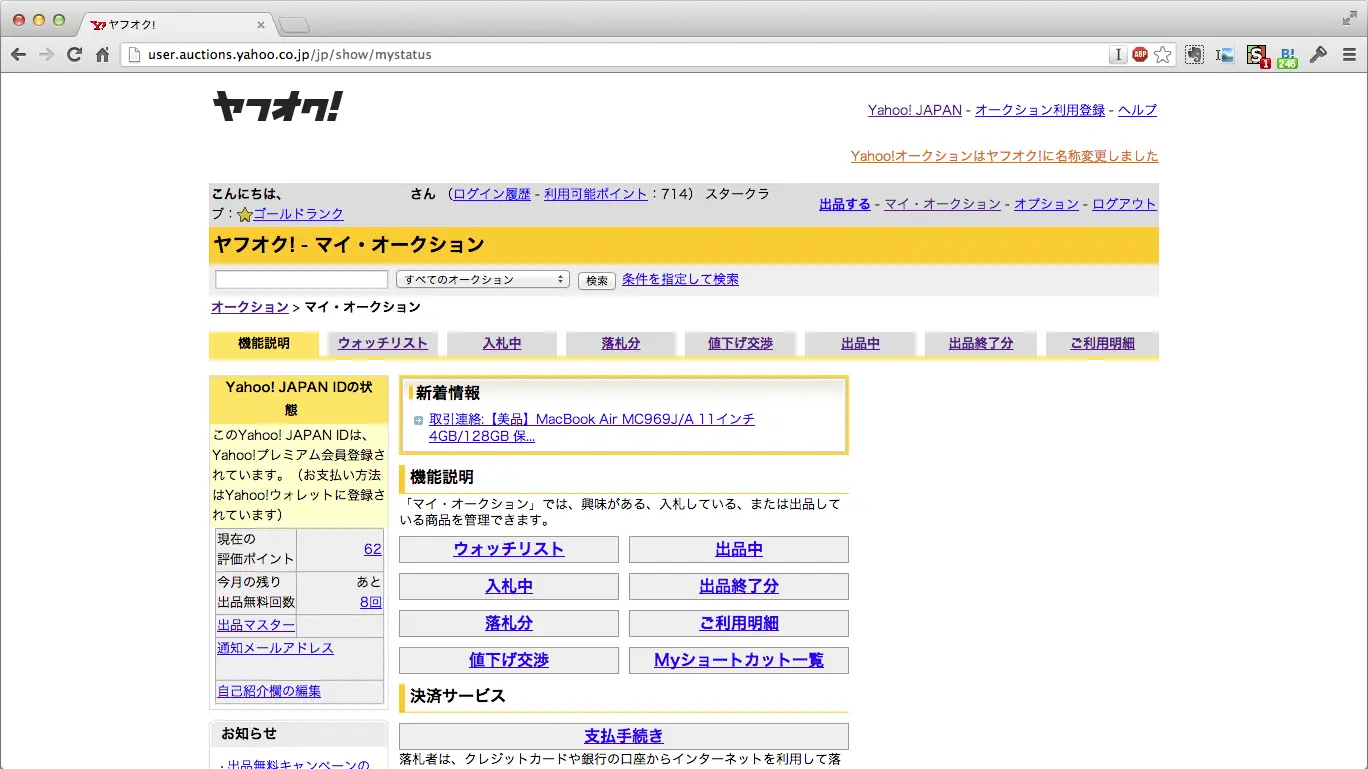 ヤフオク!
user.auctions.yahoo.co.jp/jp/show/mystatus
ABP
1
B!
246
ヤフオク!
Yahoo! JAPAN - オークション利用登録 - ヘルプ
Yahoo!オークションはヤフオク!に名称変更しました
こんにちは、 さん （ログイン履歴 - 利用可能ポイント：714） スタークラ
ブ：ゴールドランク
出品する - マイ・オークション - オプション - ログアウト
ヤフオク! - マイ・オークション
すべてのオークション 検索 条件を指定して検索
オークション > マイ・オークション
機能説明 ウォッチリスト 入札中 落札分 値下げ交渉 出品中 出品終了分 ご利用明細
Yahoo! JAPAN IDの状
態
このYahoo! JAPAN IDは、
Yahoo!プレミアム会員登録さ
れています。（お支払い方法
はYahoo!ウォレットに登録さ
れています）
現在の
評価ポイント 62
今月の残り あと
出品無料回数 8回
出品マスター
通知メールアドレス
自己紹介欄の編集
お知らせ
・出品無料キャンペーンの
新着情報
取引連絡:【美品】MacBook Air MC969J/A 11インチ
4GB/128GB 保...
機能説明
「マイ・オークション」では、興味がある、入札している、または出品して
いる商品を管理できます。
ウォッチリスト 出品中
入札中 出品終了分
落札分 ご利用明細
値下げ交渉 Myショートカット一覧
決済サービス
支払手続き
落札者は、クレジットカードや銀行の口座からインターネットを利用して落